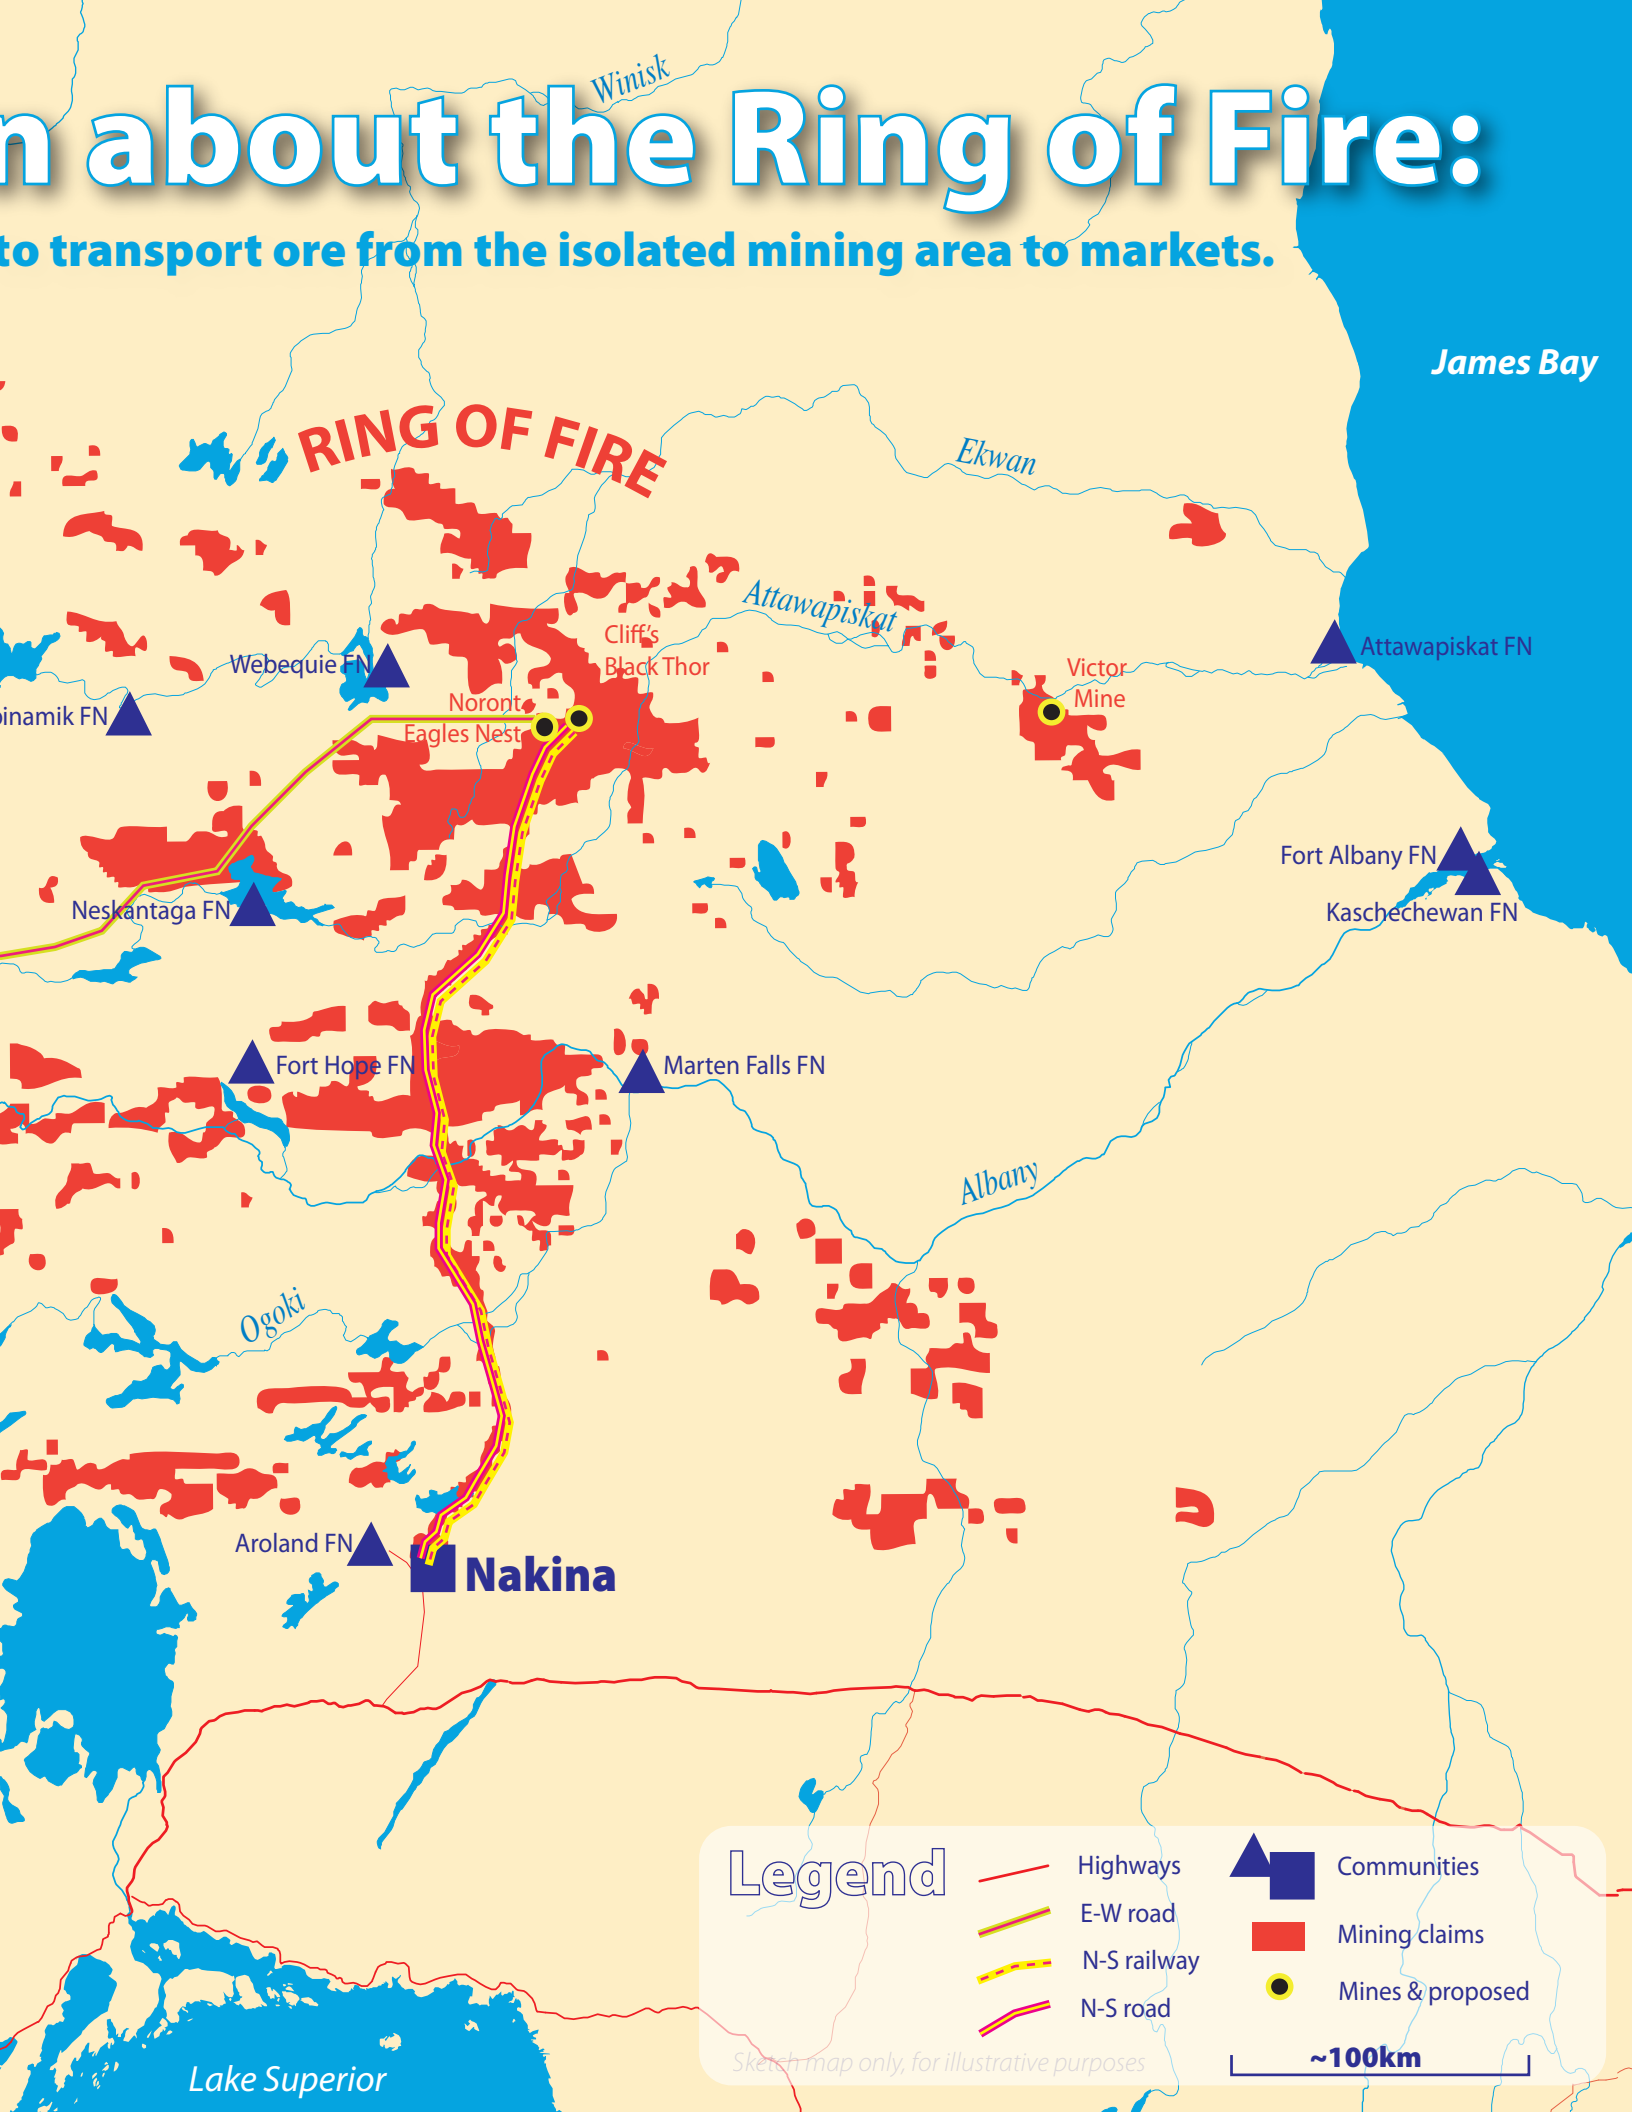 n about the Ring of Fire:
to transport ore from the isolated mining area to markets.
Winisk
James Bay
RING OF FIRE
Ekwan
Attawapiskat
Cliff's
Black Thor
Webequie FN
Attawapiskat FN
Victor
Mine
Noront
Eagles Nest
inamik FN
Fort Albany FN
Neskantaga FN
Kaschechewan FN
Fort Hope FN
Marten Falls FN
Albany
Ogoki
Aroland FN
Nakina
Legend
Highways
E-W road
N-S railway
N-S road
Communities
Mining claims
Mines & proposed
~100km
Sketch map only, for illustrative purposes
Lake Superior